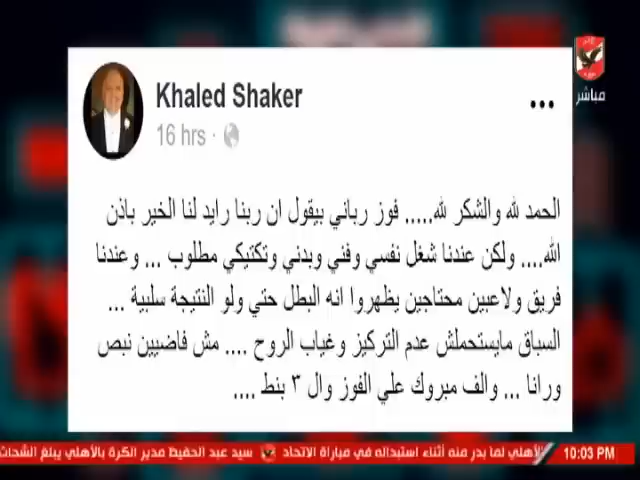 Khaled Shaker
...
16 hrs ·
مباشر
الحمد لله والشكر لله..... فوز رباني بيقول ان ربنا رايد لنا الخير باذن
الله.... ولكن عندنا شغل نفسي وفني وبدني وتكتيكي مطلوب ... وعندنا
فريق ولاعبين محتاجين يظهروا انه البطل حتي ولو النتيجة سلبية ...
السباق مايستحملش عدم التركيز وغياب الروح .... مش فاضيين نبص
ورانا ... والف مبروك علي الفوز وال ٣ بنط ....
الأهلي لما بدر منه أثناء استبداله في مباراة الاتحاد
سيد عبد الحفيظ مدير الكرة بالأهلي يبلغ الشحات
10:03 PM